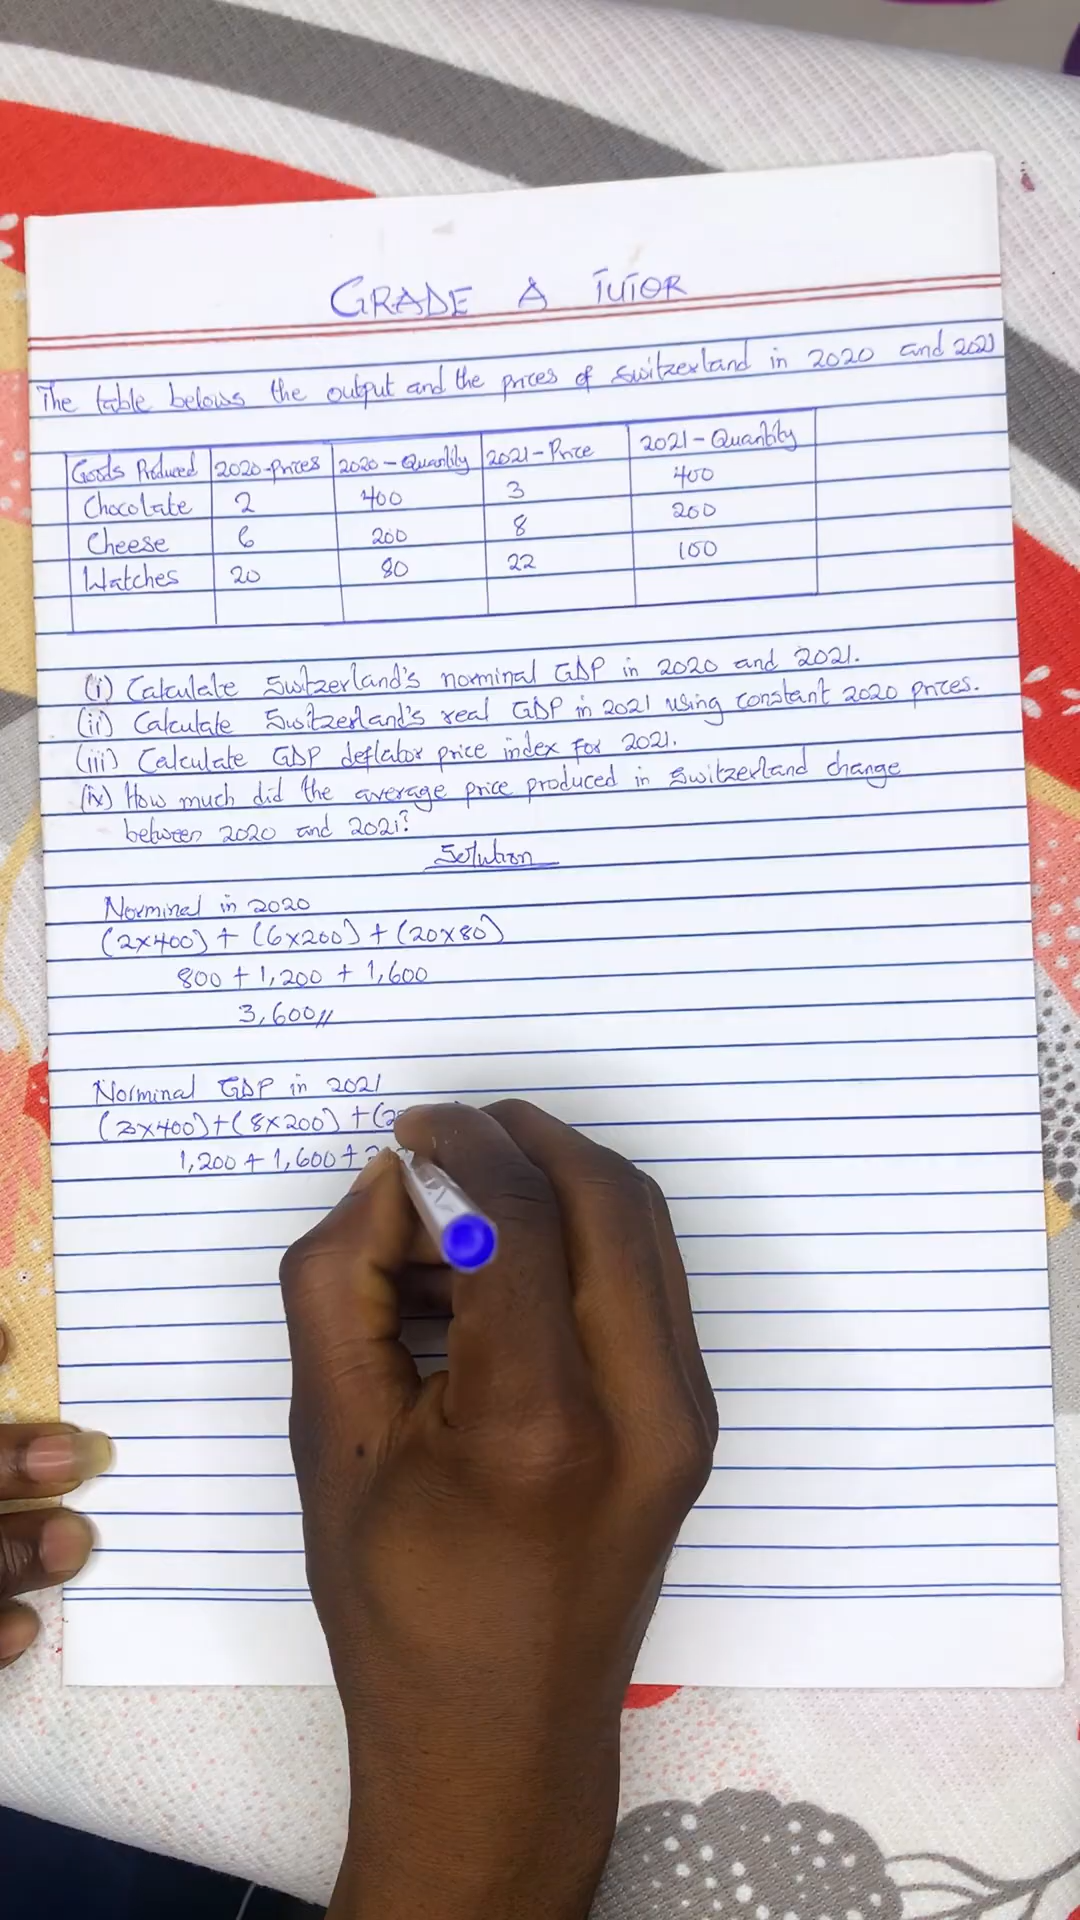 GRADE A TUTOR
The table belows the output and the prices of Switzerland in 2020 and 2021
Goods Produced 2020-prices 2020-Quantity 2021-Price 2021-Quantity
Chocolate 2 400 3 400
Cheese 6 200 8 200
Watches 20 80 22 100
(i) Calculate Switzerland's norminal GDP in 2020 and 2021.
(ii) Calculate Switzerland's real GDP in 2021 using constant 2020 prices.
(iii) Calculate GDP deflator price index for 2021.
(iv) How much did the average price produced in Switzerland change
between 2020 and 2021?
Solution
Norminal in 2020
(2x400) + (6x200) + (20x80)
800 + 1,200 + 1,600
3,600//
Norminal GDP in 2021
(3x400)+(8x200) +(2
1,200 + 1,600 +